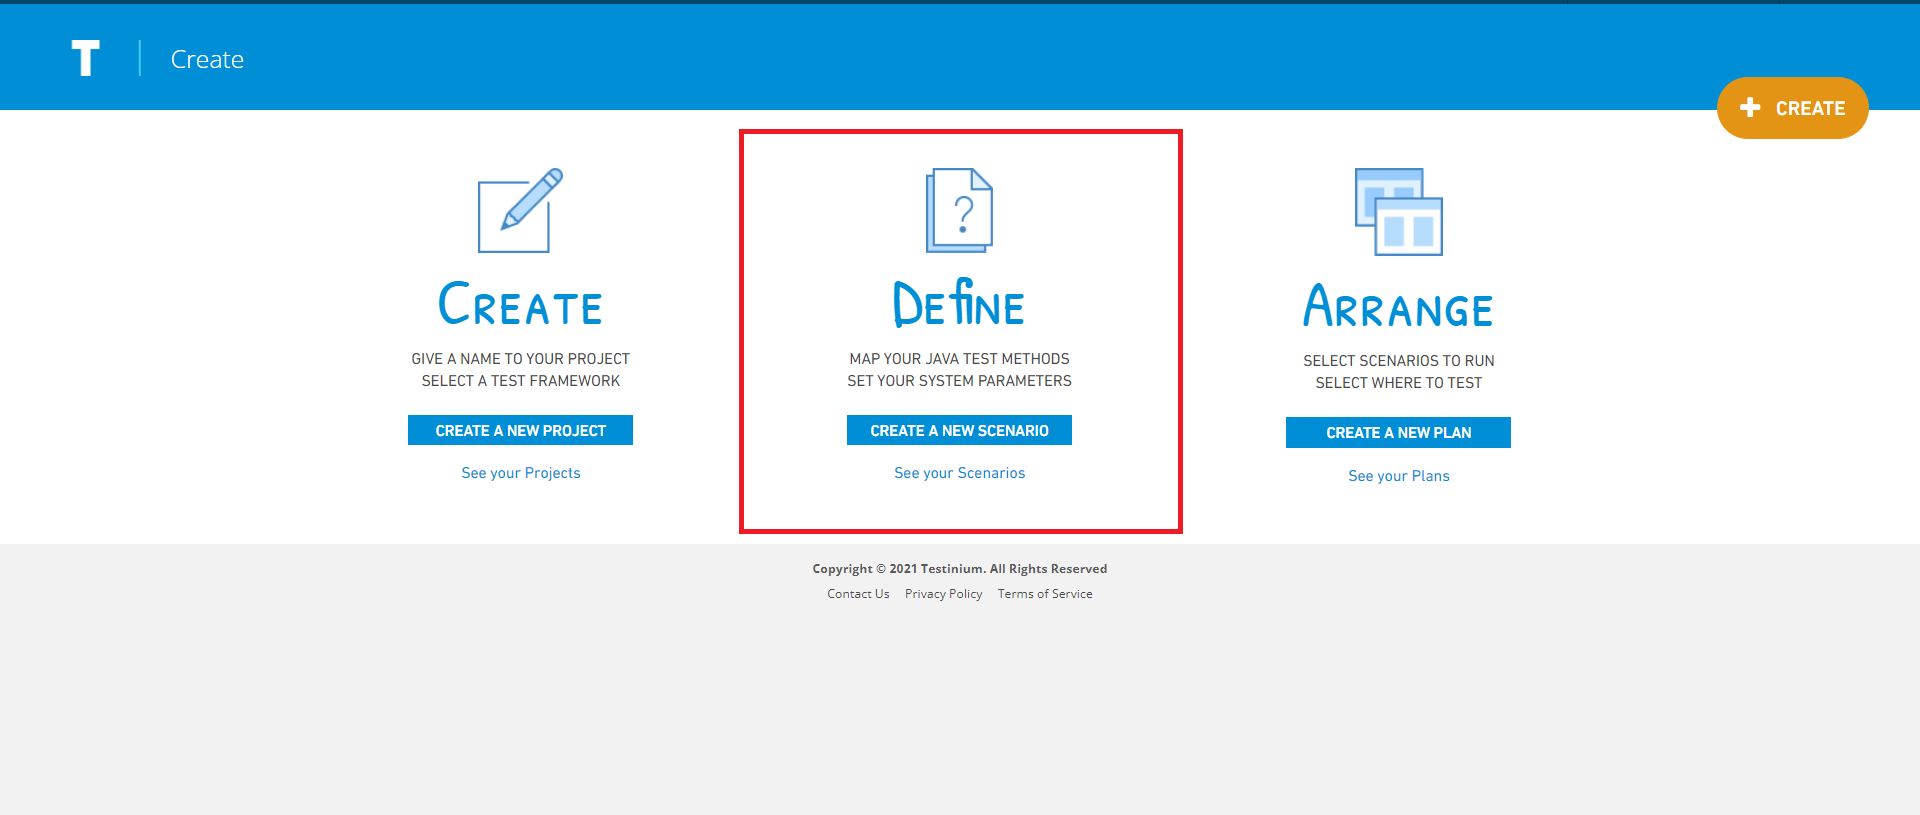 T
Create
CREATE
CREATE
GIVE A NAME TO YOUR PROJECT
SELECT A TEST FRAMEWORK
CREATE A NEW PROJECT
See your Projects
?
DEfiNE
MAP YOUR JAVA TEST METHODS
SET YOUR SYSTEM PARAMETERS
CREATE A NEW SCENARIO
See your Scenarios
ARRANGE
SELECT SCENARIOS TO RUN
SELECT WHERE TO TEST
CREATE A NEW PLAN
See your Plans
Copyright © 2021 Testinium. All Rights Reserved
Contact Us Privacy Policy Terms of Service